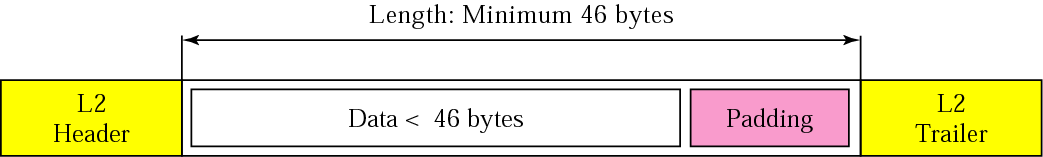 Length: Minimum 46 bytes
L2
Header
Data < 46 bytes
Padding
L2
Trailer